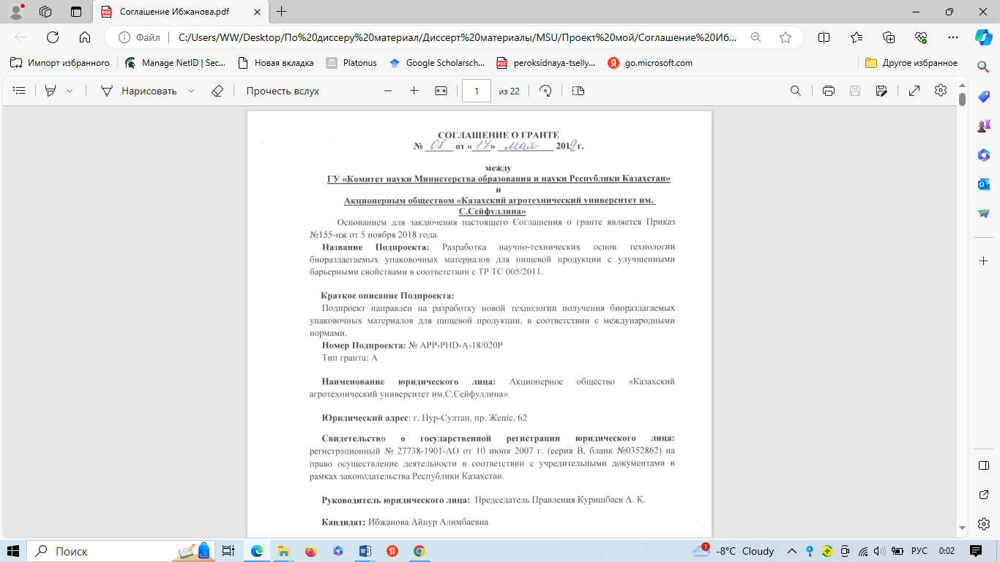 Соглашение Ибжанова.pdf
Файл
C:/Users/WW/Desktop/По%20диссеру%20материал/Диссерт%20материалы/MSU/Проект%20мой/Соглашение%20Иб...
Импорт избранного
Manage NetID | Sec...
Новая вкладка
Platonus
Google Scholarsch...
peroksidnaya-tselly...
go.microsoft.com
Другое избранное
Нарисовать
Прочесть вслух
1
из 22
СОГЛАШЕНИЕ О ГРАНТЕ
№ 08 от «17» мая 2019 г.
между
ГУ «Комитет науки Министерства образования и науки Республики Казахстан»
и
Акционерным обществом «Казахский агротехнический университет им.
С.Сейфуллина»
Основанием для заключения настоящего Соглашения о гранте является Приказ
№155-нж от 5 ноября 2018 года.
Название Подпроекта: Разработка научно-технических основ технологии
биоразлаегаемых упаковочных материалов для пищевой продукции с улучшенными
барьерными свойствами в соответствии с ТР ТС 005/2011.
Краткое описание Подпроекта:
Подпроект направлен на разработку новой технологии получения биоразлагаемых
упаковочных материалов для пищевой продукции, в соответствии с международными
нормами.
Номер Подпроекта: № APP-PHD-A-18/020P
Тип гранта: А
Наименование юридического лица: Акционерное общество «Казахский
агротехнический университет им.С.Сейфуллина»
Юридический адрес: г. Нур-Султан, пр. Жеңіс, 62
Свидетельство о государственной регистрации юридического лица:
регистрационный № 27738-1901-АО от 10 июня 2007 г. (серия В, бланк №0352862) на
право осуществление деятельности в соответствии с учредительными документами в
рамках законодательства Республики Казахстан.
Руководитель юридического лица: Председатель Правления Куришбаев А. К.
Кандидат: Ибжанова Айнур Алимбаевна
Поиск
1
-8°C Cloudy
РУС
0:02